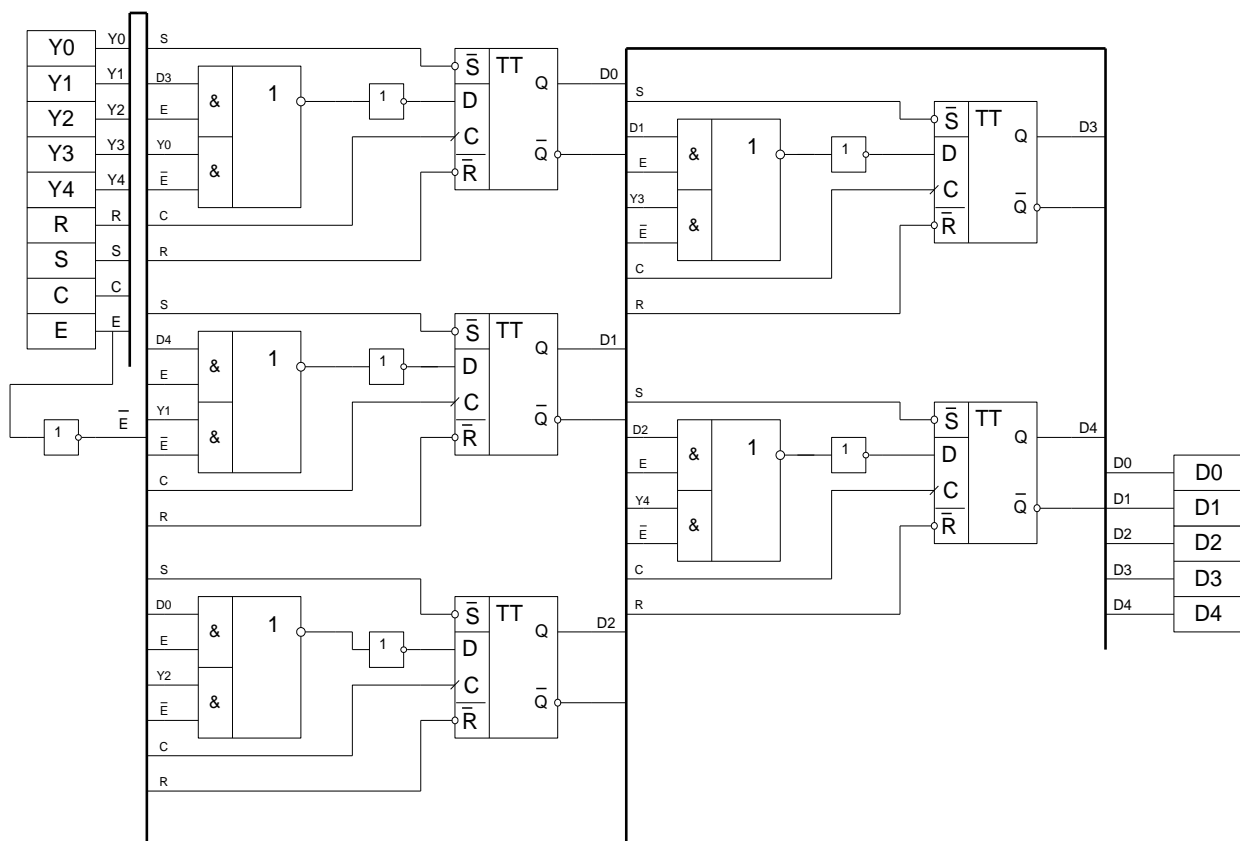 Y0 Y0
Y1 Y1
Y2 Y2
Y3 Y3
Y4 Y4
R R
S S
C C
E E
1 E̅
S
D3 & 1 1
E
Y0 &
E̅
C
R
S̅ TT
D Q D0
C
R̅ Q̅
S
D4 & 1 1
E
Y1 &
E̅
C
R
S̅ TT
D Q D1
C
R̅ Q̅
S
D0 & 1 1
E
Y2 &
E̅
C
R
S̅ TT
D Q D2
C
R̅ Q̅
S
D1 & 1 1
E
Y3 &
E̅
C
R
S̅ TT
D Q D3
C
R̅ Q̅
S
D2 & 1 1
E
Y4 &
E̅
C
R
S̅ TT
D Q D4
C
R̅ Q̅
D0 D0
D1 D1
D2 D2
D3 D3
D4 D4